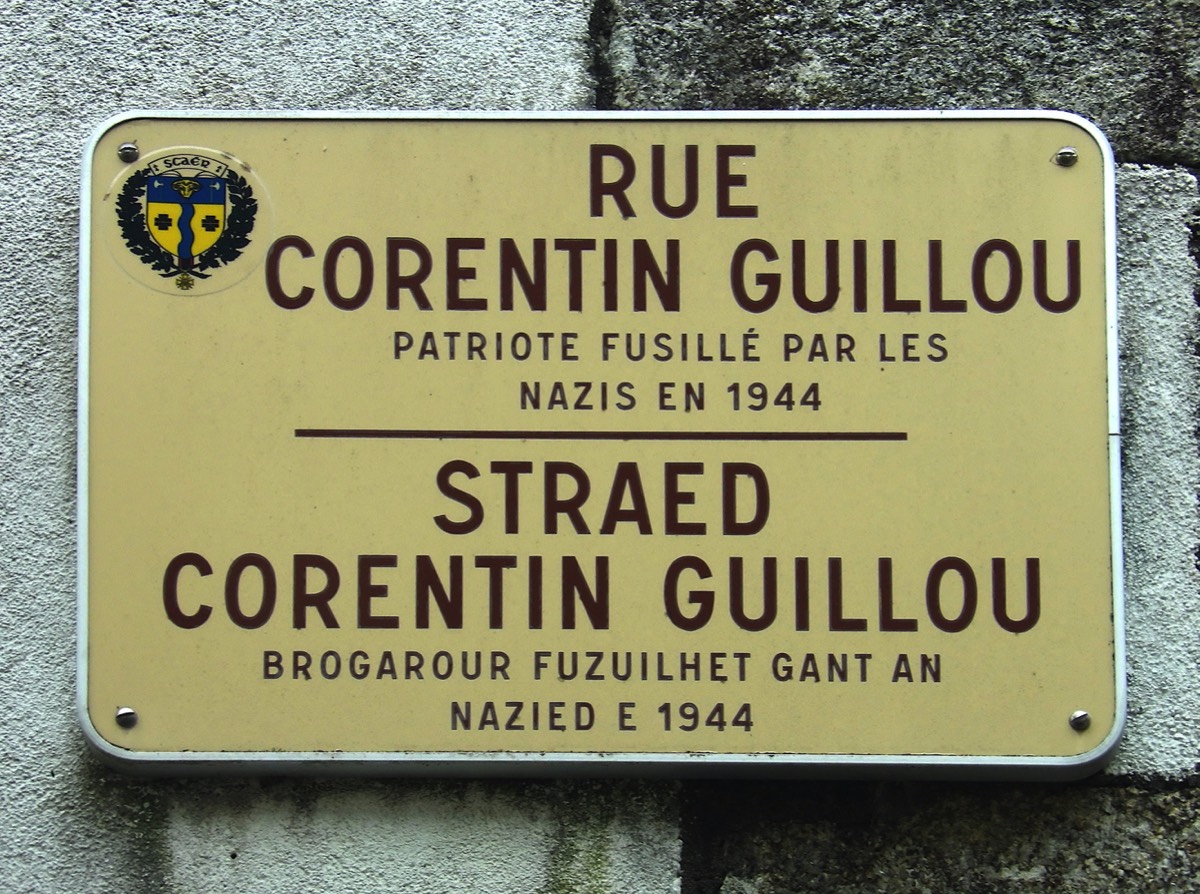 SCAËR
RUE
CORENTIN GUILLOU
PATRIOTE FUSILLÉ PAR LES
NAZIS EN 1944
STRAED
CORENTIN GUILLOU
BROGAROUR FUZUILHET GANT AN
NAZIED E 1944